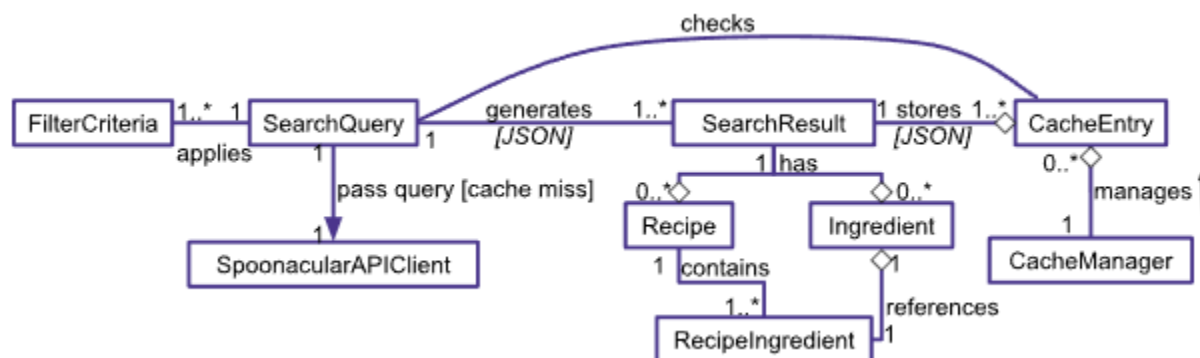 checks
FilterCriteria
1..*
1
applies
SearchQuery
1
generates
[JSON]
1..*
SearchResult
1
stores
[JSON]
1..*
CacheEntry
1
pass query [cache miss]
1
SpoonacularAPIClient
1
has
0..*
0..*
Recipe
Ingredient
0..*
manages
1
CacheManager
1
contains
1..*
1
references
1
RecipeIngredient